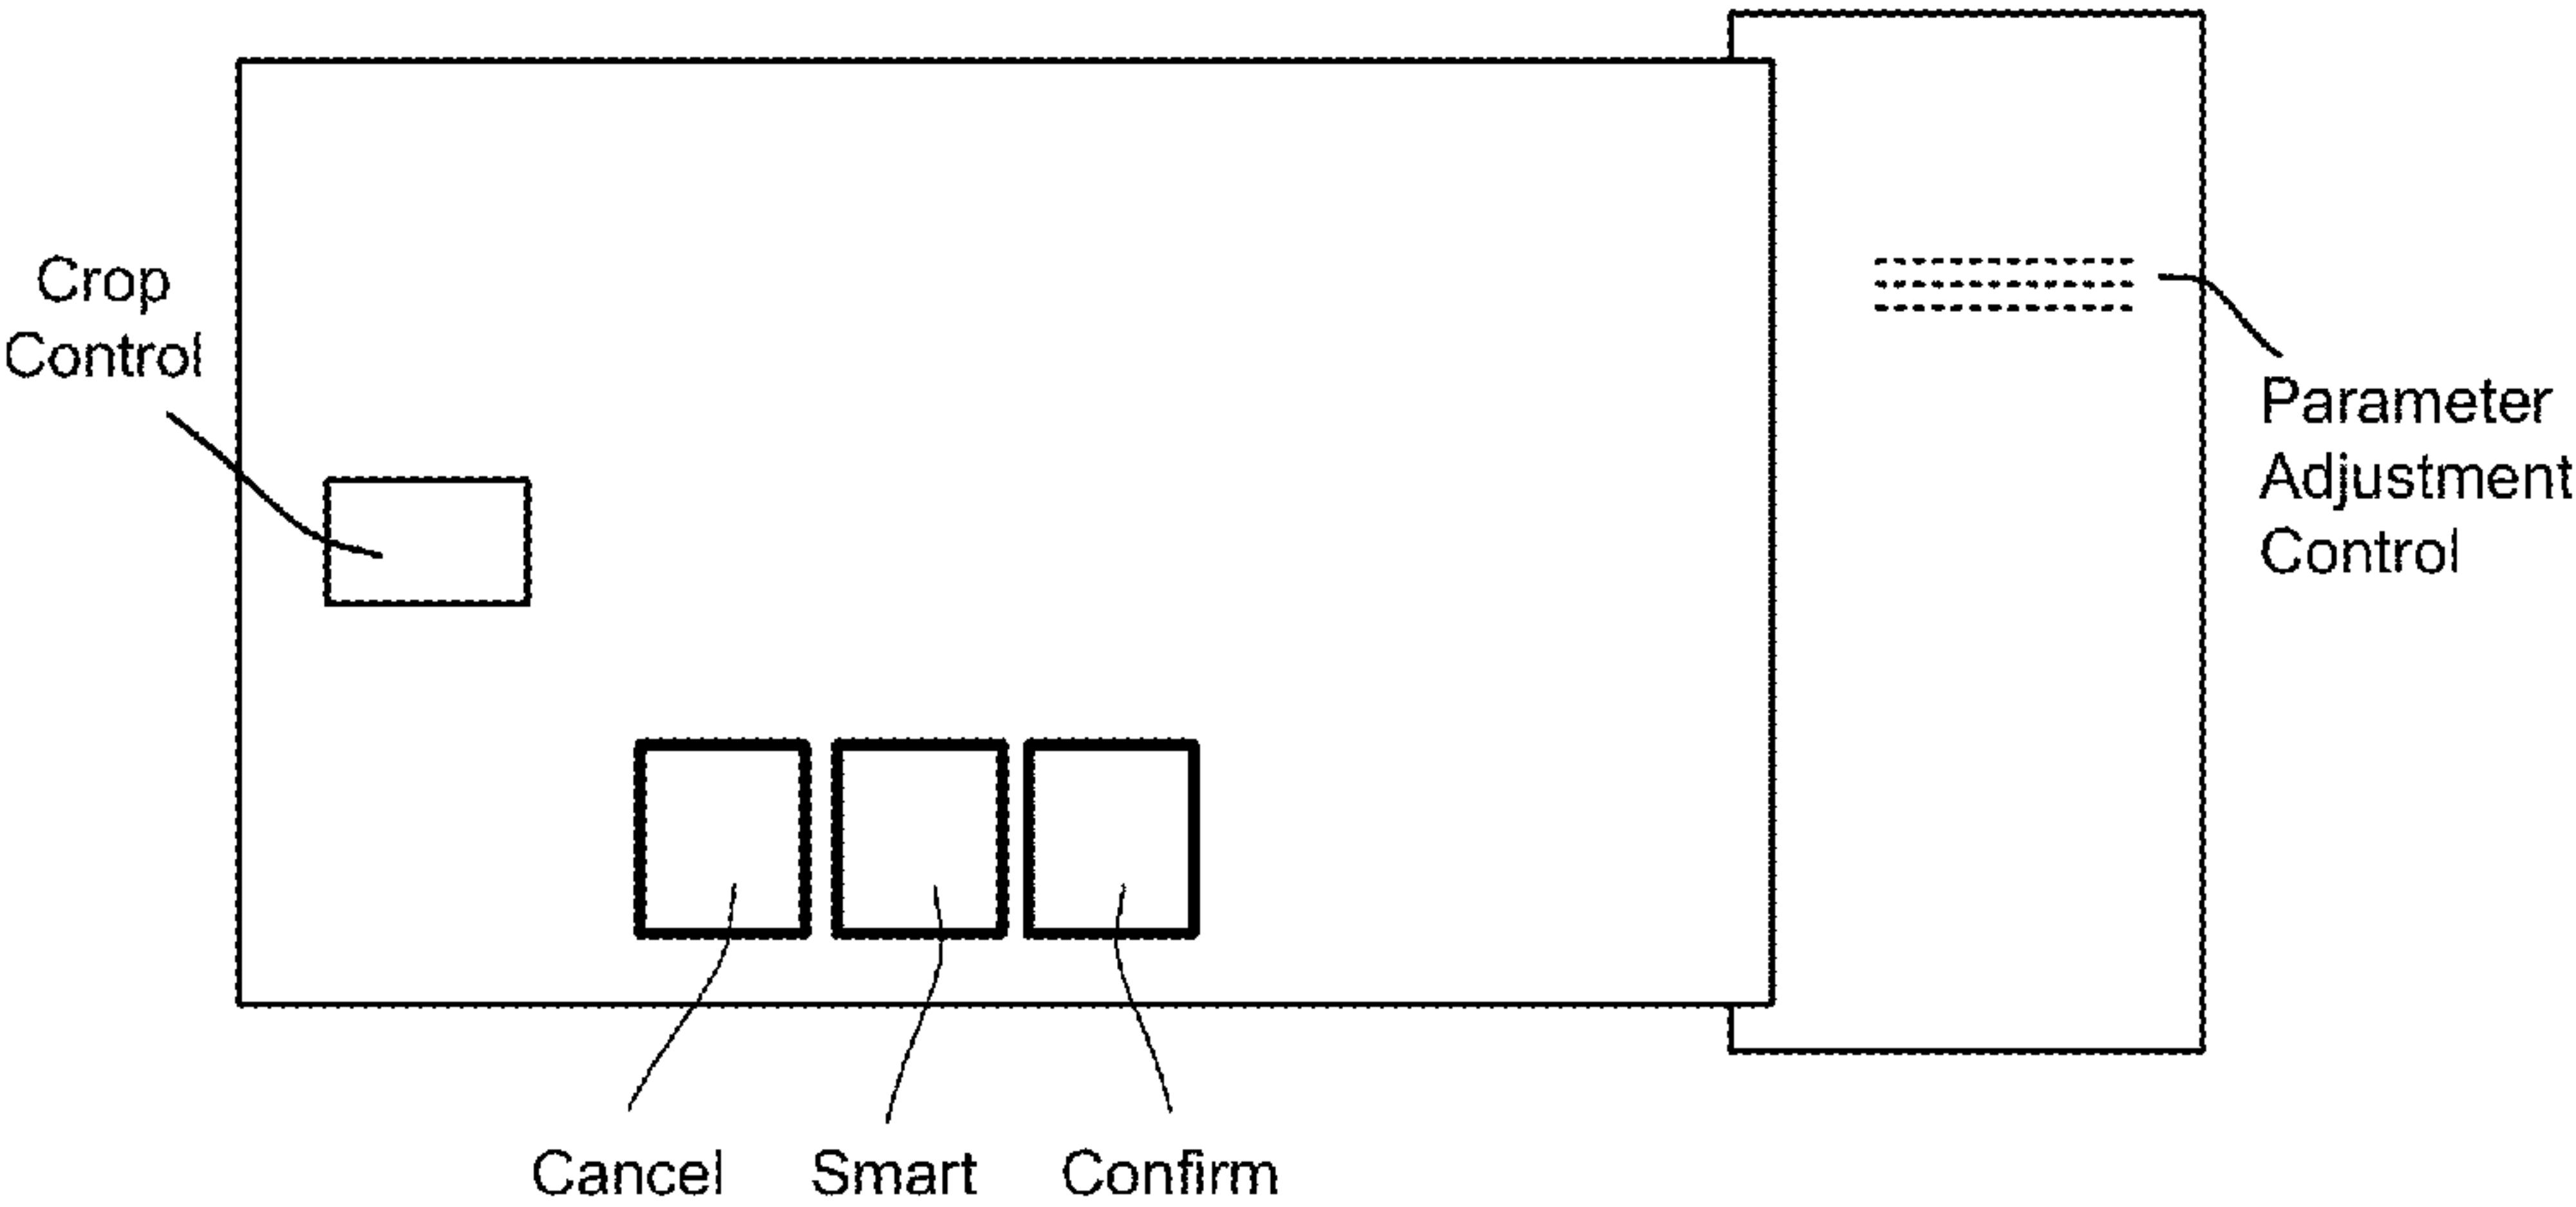 Crop
Control
Parameter
Adjustment
Control
Cancel
Smart
Confirm